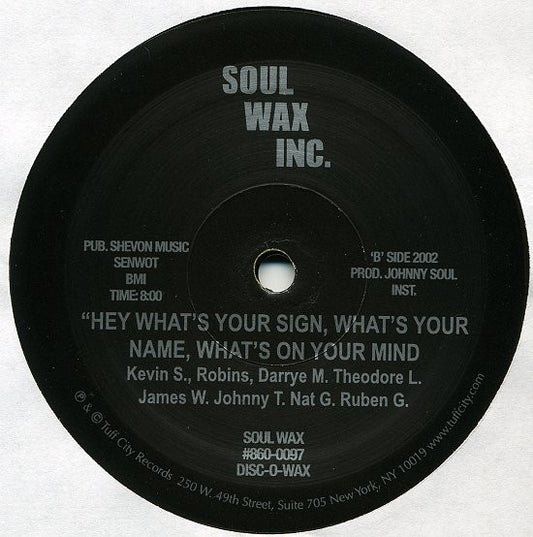 SOUL
WAX
INC.
PUB. SHEVON MUSIC
SENWOT
BMI
TIME: 8:00
'B' SIDE 2002
PROD. JOHNNY SOUL
INST.
“HEY WHAT'S YOUR SIGN, WHAT'S YOUR
NAME, WHAT'S ON YOUR MIND
Kevin S., Robins, Darrye M. Theodore L.
James W. Johnny T. Nat G. Ruben G.
SOUL WAX
#860-0097
DISC-O-WAX
℗ & © Tuff City Records 250 W. 49th Street, Suite 705 New York, NY 10019 www.tuffcity.com